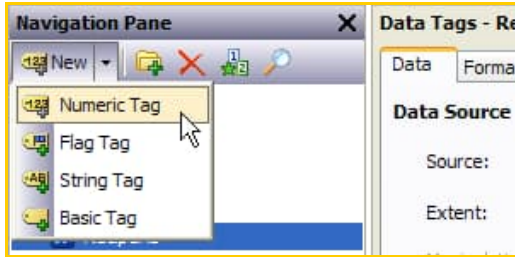 Navigation Pane
New
Numeric Tag
Flag Tag
String Tag
Basic Tag
Data Tags - Re
Data Forma
Data Source
Source:
Extent: